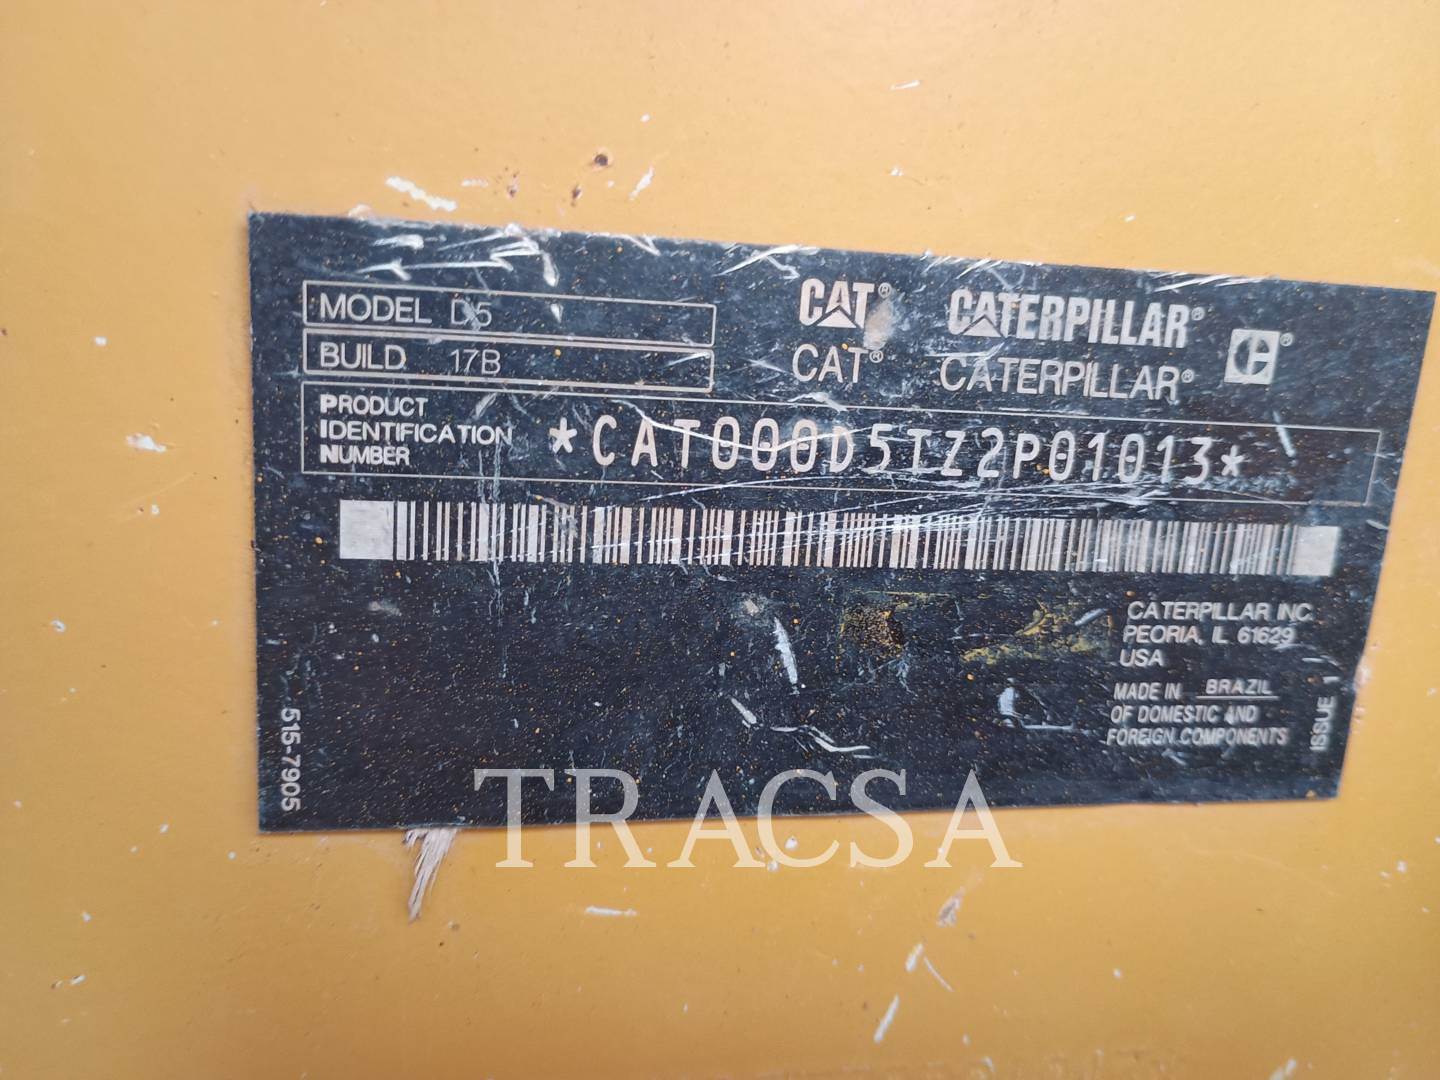 MODEL D5
BUILD 17B
CAT® CATERPILLAR®
CAT® CATERPILLAR® ®
PRODUCT
IDENTIFICATION
NUMBER
*CAT000D5TZ2P01013*
CATERPILLAR INC.
PEORIA, IL 61629
USA
MADE IN BRAZIL
OF DOMESTIC AND
FOREIGN COMPONENTS
ISSUE 1
515-7905
TRACSA